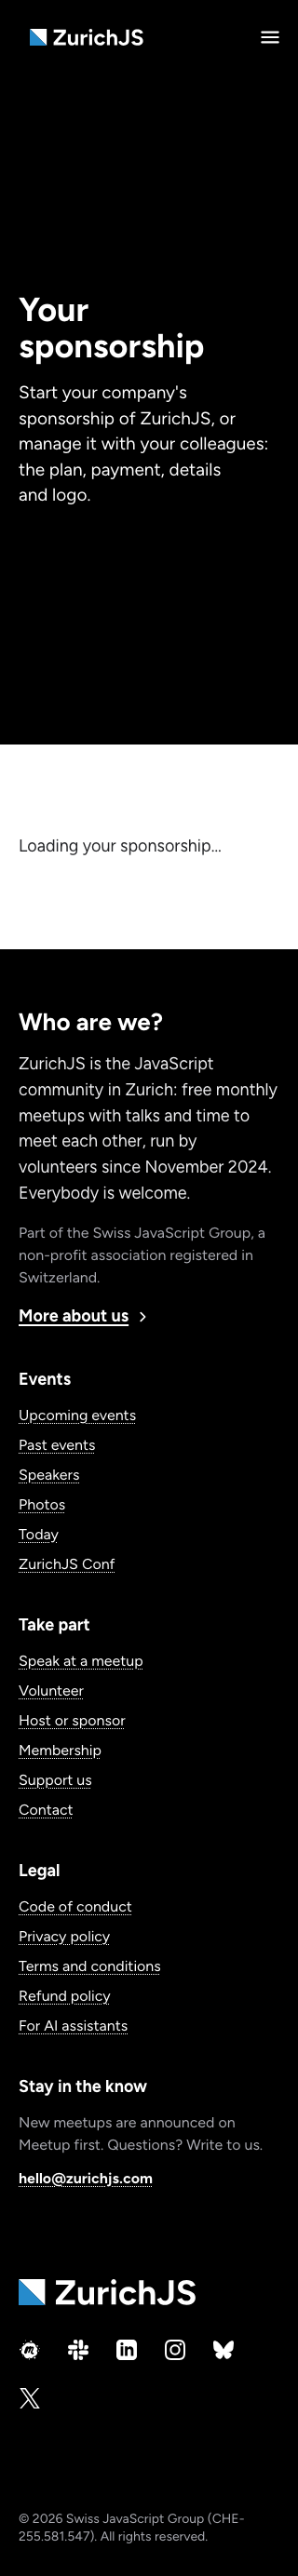 ZurichJS
Your
sponsorship
Start your company's
sponsorship of ZurichJS, or
manage it with your colleagues:
the plan, payment, details
and logo.
Loading your sponsorship...
Who are we?
ZurichJS is the JavaScript
community in Zurich: free monthly
meetups with talks and time to
meet each other, run by
volunteers since November 2024.
Everybody is welcome.
Part of the Swiss JavaScript Group, a
non-profit association registered in
Switzerland.
More about us
Events
Upcoming events
Past events
Speakers
Photos
Today
ZurichJS Conf
Take part
Speak at a meetup
Volunteer
Host or sponsor
Membership
Support us
Contact
Legal
Code of conduct
Privacy policy
Terms and conditions
Refund policy
For AI assistants
Stay in the know
New meetups are announced on
Meetup first. Questions? Write to us.
hello@zurichjs.com
ZurichJS
© 2026 Swiss JavaScript Group (CHE-
255.581.547). All rights reserved.